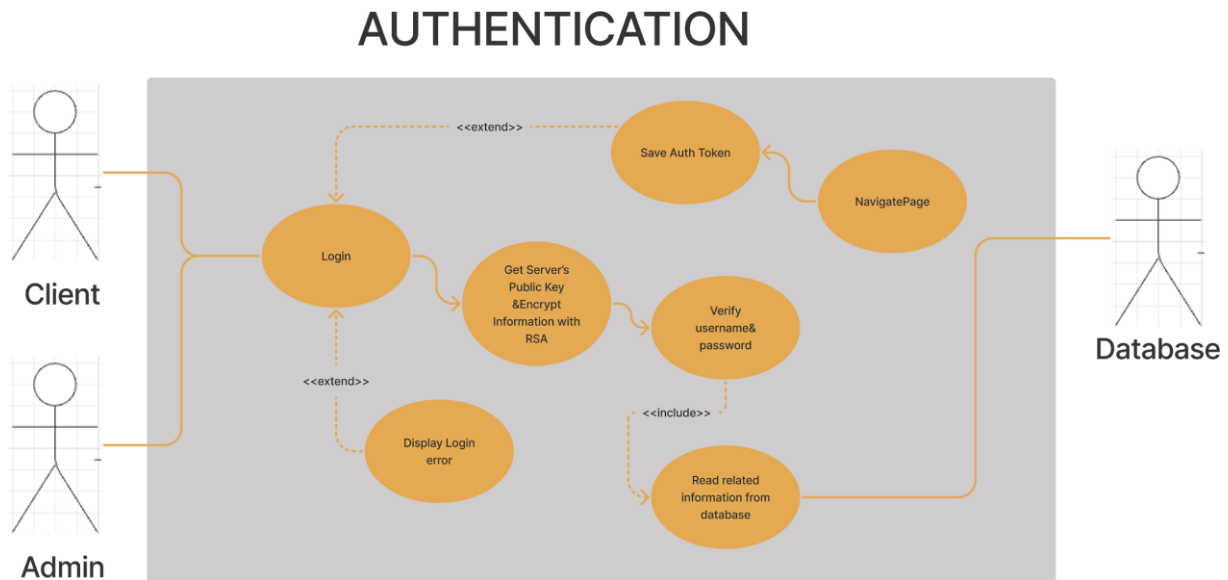 AUTHENTICATION
<<extend>>
Save Auth Token
NavigatePage
Login
Get Server's
Public Key
&Encrypt
Information with
RSA
Verify
username&
password
Client
Database
<<extend>>
<<include>>
Display Login
error
Read related
information from
database
Admin